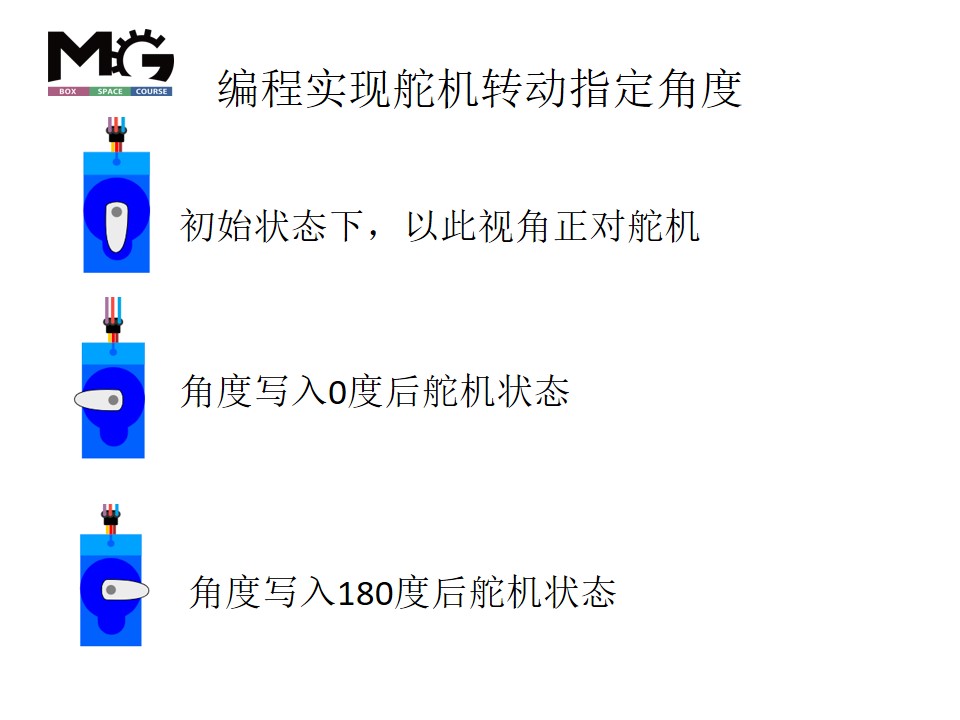 MG
BOX SPACE COURSE
编程实现舵机转动指定角度
初始状态下，以此视角正对舵机
角度写入0度后舵机状态
角度写入180度后舵机状态